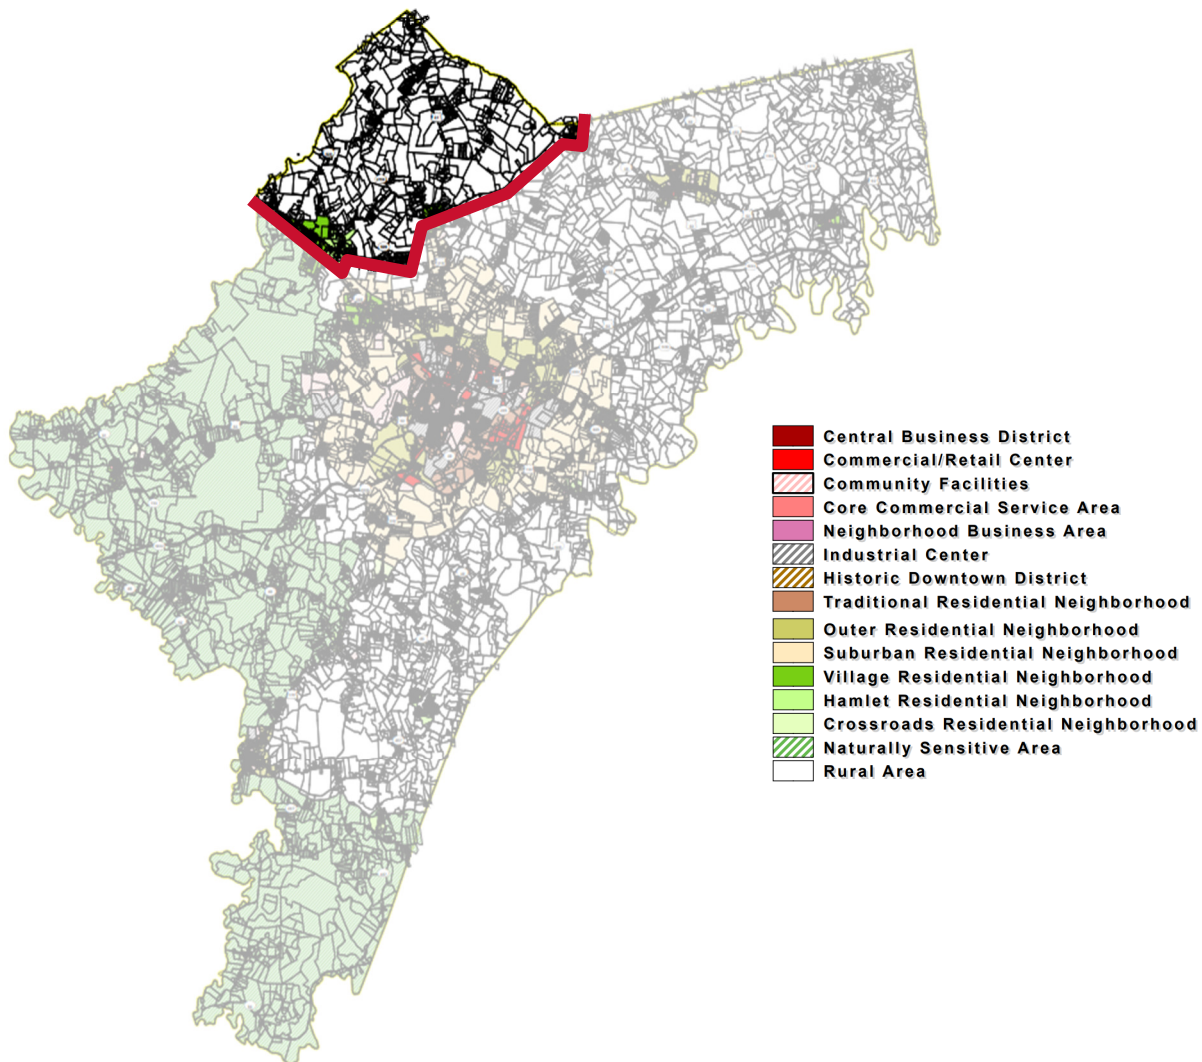 Central Business District
Commercial/Retail Center
Community Facilities
Core Commercial Service Area
Neighborhood Business Area
Industrial Center
Historic Downtown District
Traditional Residential Neighborhood
Outer Residential Neighborhood
Suburban Residential Neighborhood
Village Residential Neighborhood
Hamlet Residential Neighborhood
Crossroads Residential Neighborhood
Naturally Sensitive Area
Rural Area